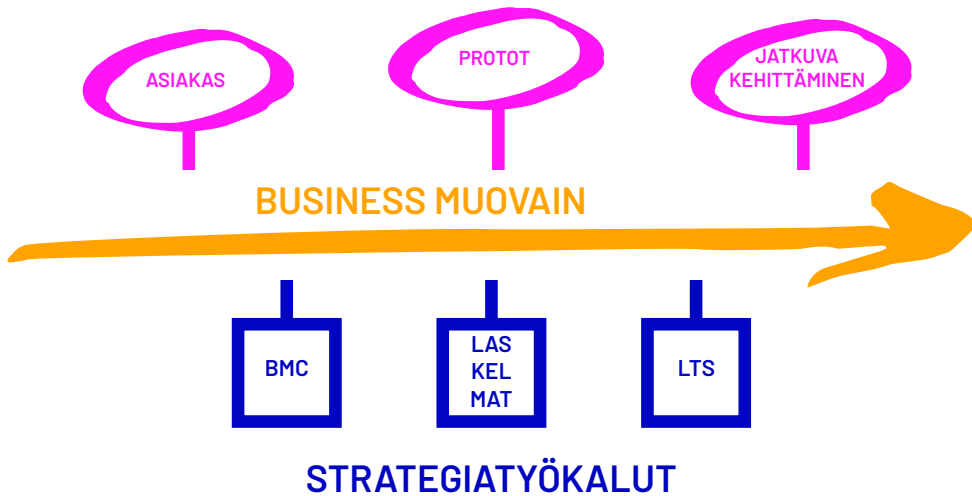 ASIAKAS
PROTOT
JATKUVA
KEHITTÄMINEN
BUSINESS MUOVAIN
BMC
LAS
KEL
MAT
LTS
STRATEGIATYÖKALUT